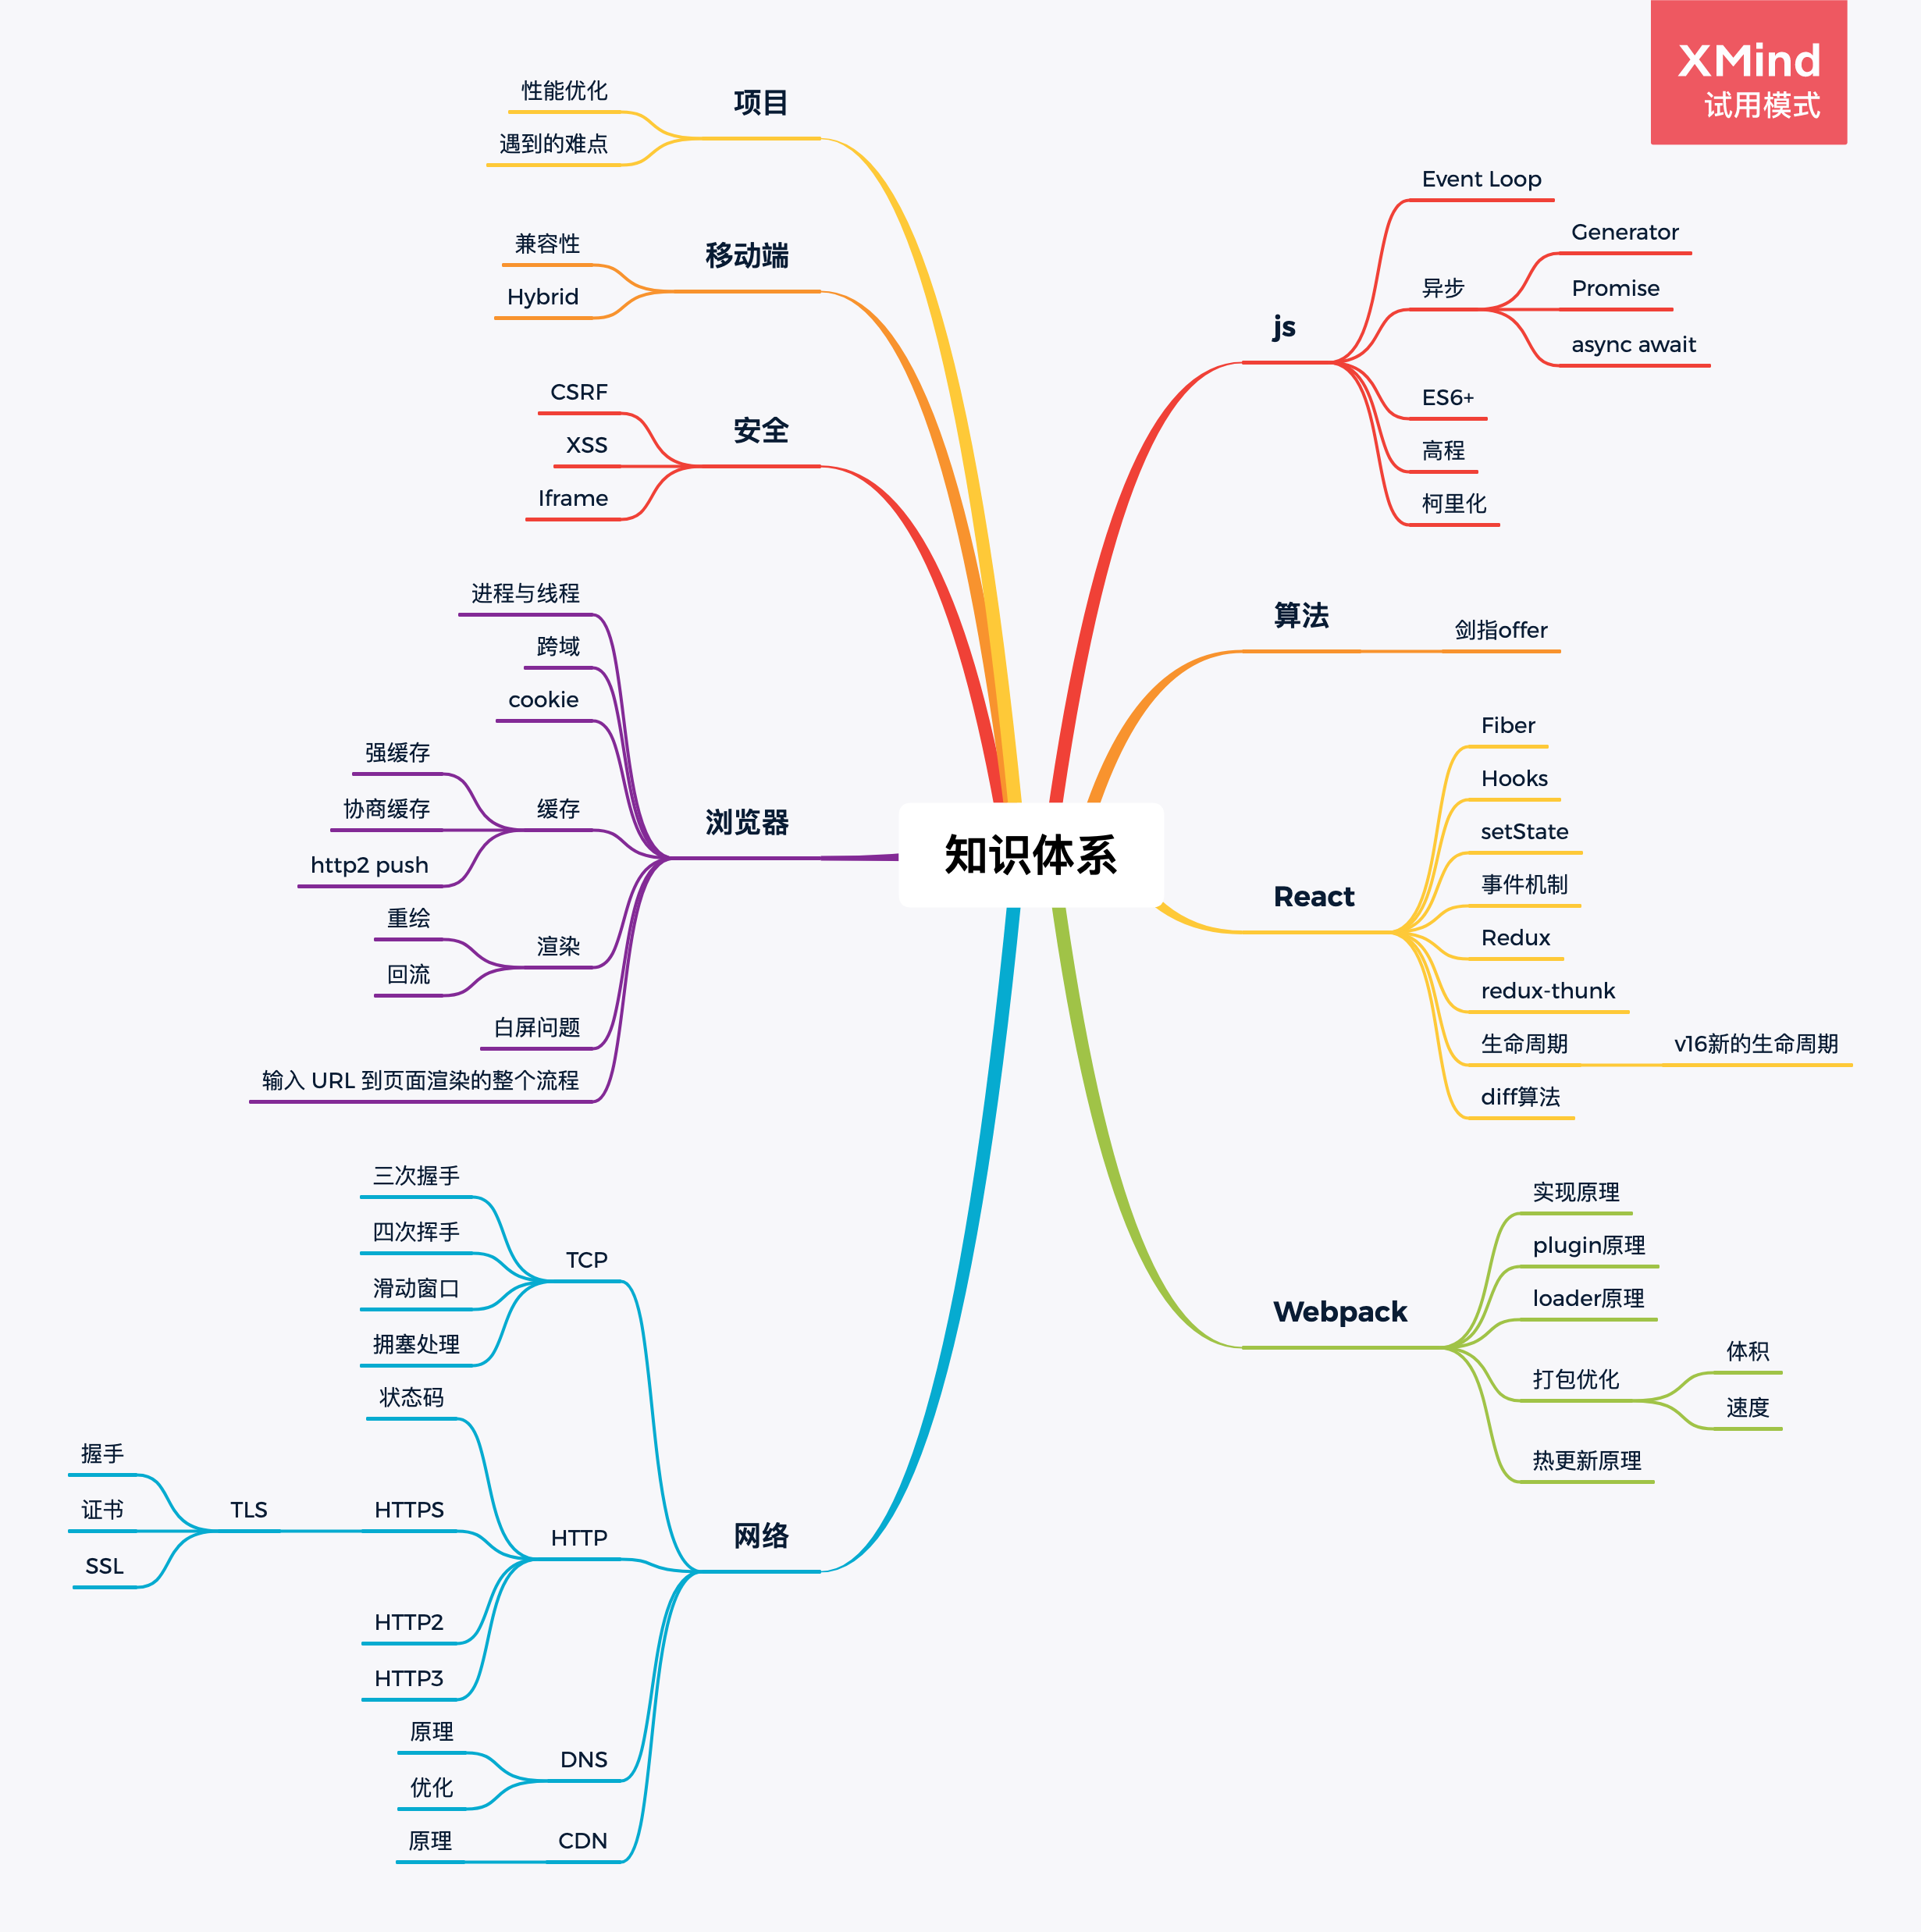 XMind
试用模式
知识体系
js
Event Loop
异步
Generator
Promise
async await
ES6+
高程
柯里化
算法
剑指offer
React
Fiber
Hooks
setState
事件机制
Redux
redux-thunk
生命周期
v16新的生命周期
diff算法
Webpack
实现原理
plugin原理
loader原理
打包优化
体积
速度
热更新原理
项目
性能优化
遇到的难点
移动端
兼容性
Hybrid
安全
CSRF
XSS
Iframe
浏览器
进程与线程
跨域
cookie
缓存
强缓存
协商缓存
http2 push
渲染
重绘
回流
白屏问题
输入 URL 到页面渲染的整个流程
网络
TCP
三次握手
四次挥手
滑动窗口
拥塞处理
HTTP
状态码
HTTPS
TLS
握手
证书
SSL
HTTP2
HTTP3
DNS
原理
优化
CDN
原理